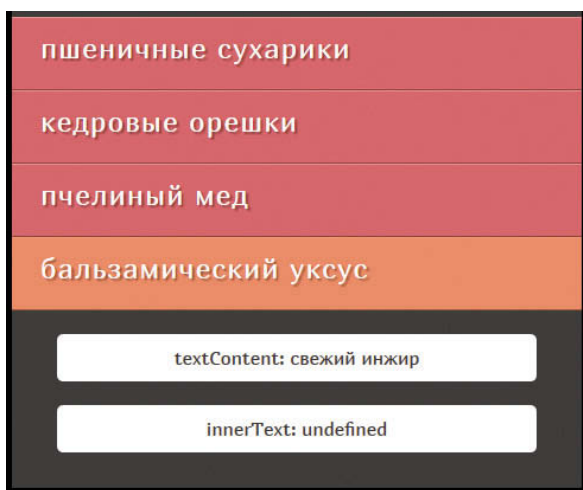 пшеничные сухарики
кедровые орешки
пчелиный мед
бальзамический уксус
textContent: свежий инжир
innerText: undefined